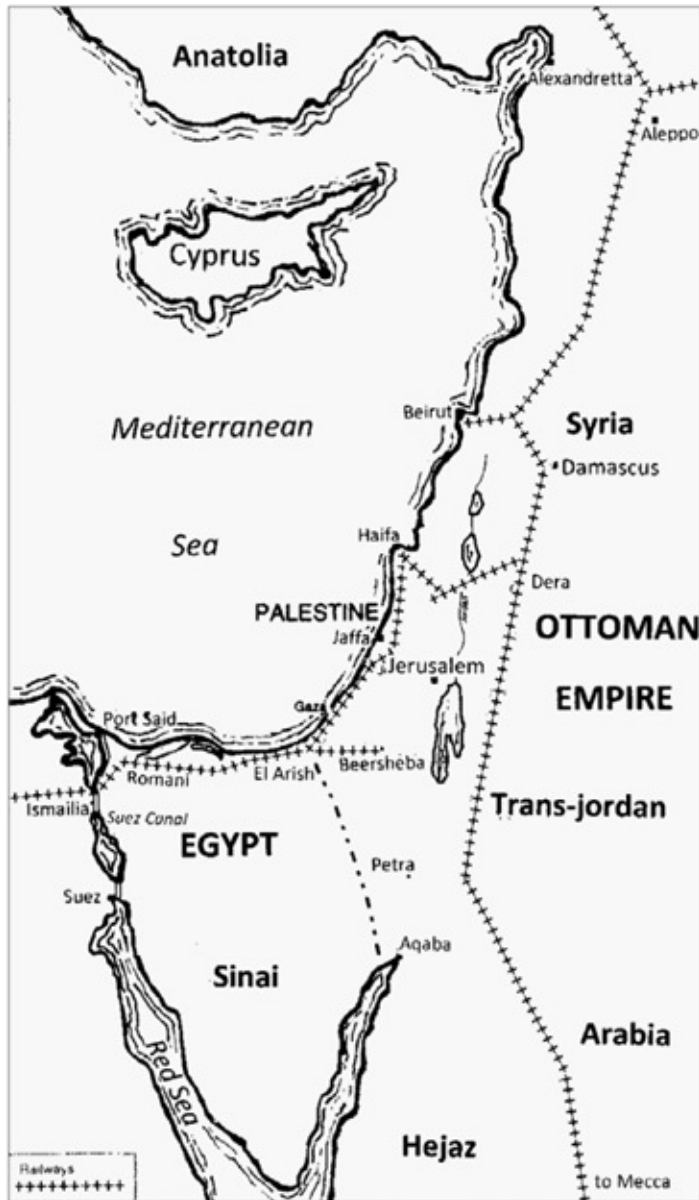 Anatolia
Alexandretta
Aleppo
Cyprus
Beirut
Mediterranean
Syria
Damascus
Sea
Haifa
Dera
PALESTINE
OTTOMAN
Jaffa
Jerusalem
EMPIRE
Gaza
Port Said
El Arish
Beersheba
Romani
Ismailia
Suez Canal
Trans-jordan
EGYPT
Petra
Suez
Aqaba
Sinai
Arabia
Red Sea
Hejaz
Railways
to Mecca